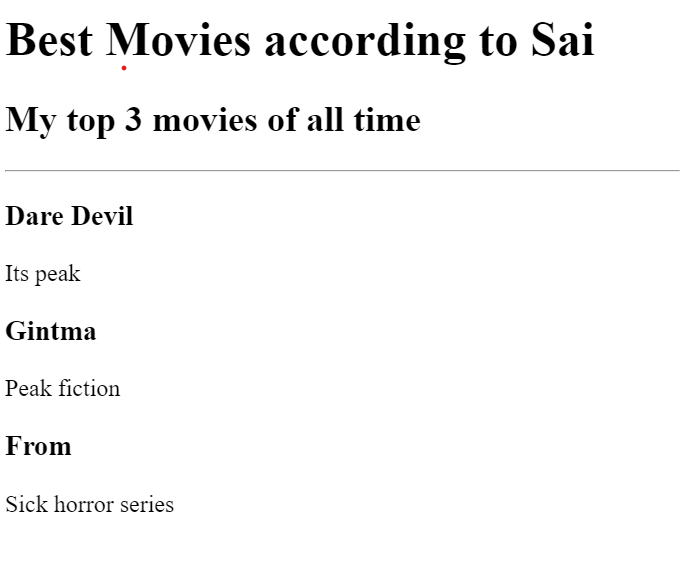 Best Movies according to Sai
My top 3 movies of all time
Dare Devil
Its peak
Gintma
Peak fiction
From
Sick horror series